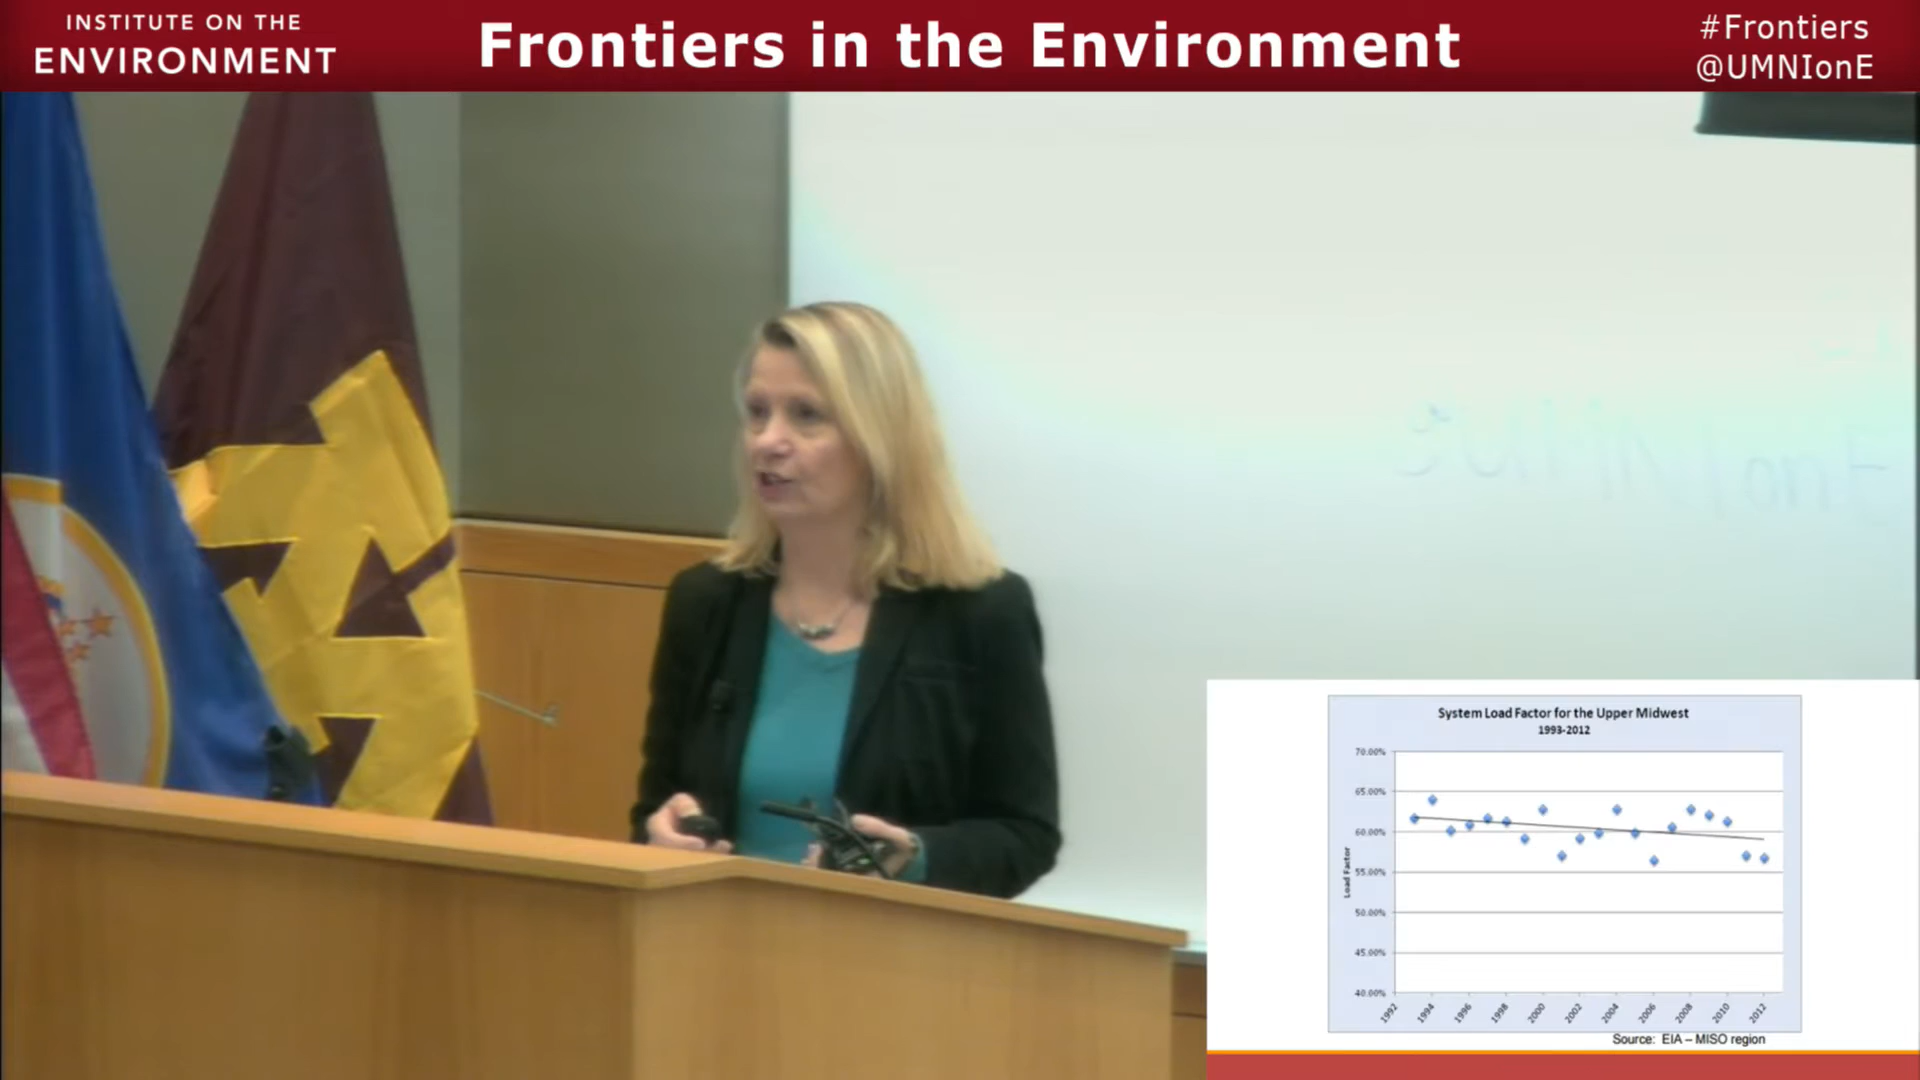 INSTITUTE ON THE
ENVIRONMENT
Frontiers in the Environment
#Frontiers
@UMNIonE
System Load Factor for the Upper Midwest
1993-2012
70.00%
65.00%
60.00%
55.00%
50.00%
45.00%
40.00%
Load Factor
1992
1994
1996
1998
2000
2002
2004
2006
2008
2010
2012
Source: EIA – MISO region